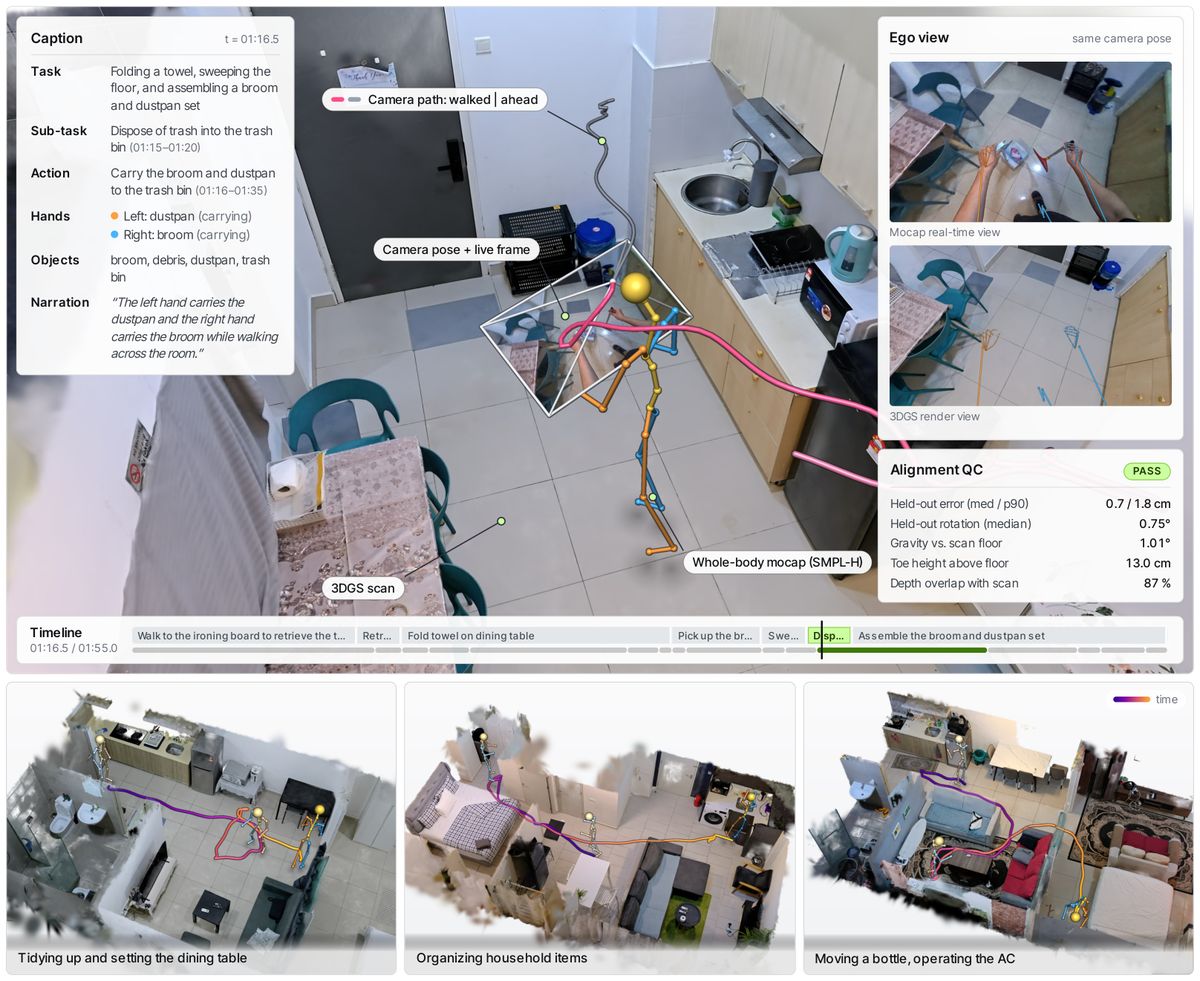 Caption
t = 01:16.5
Task
Folding a towel, sweeping the
floor, and assembling a broom
and dustpan set
Sub-task
Dispose of trash into the trash
bin (01:15–01:20)
Action
Carry the broom and dustpan
to the trash bin (01:16–01:35)
Hands
Left: dustpan (carrying)
Right: broom (carrying)
Objects
broom, debris, dustpan, trash
bin
Narration
“The left hand carries the
dustpan and the right hand
carries the broom while walking
across the room.”
Thank You
Camera path: walked | ahead
Camera pose + live frame
3DGS scan
Whole-body mocap (SMPL-H)
Ego view
same camera pose
Mocap real-time view
3DGS render view
Alignment QC
PASS
Held-out error (med / p90)
0.7 / 1.8 cm
Held-out rotation (median)
0.75°
Gravity vs. scan floor
1.01°
Toe height above floor
13.0 cm
Depth overlap with scan
87 %
Timeline
01:16.5 / 01:55.0
Walk to the ironing board to retrieve the t...
Retr...
Fold towel on dining table
Pick up the br...
Swe...
Disp...
Assemble the broom and dustpan set
Tidying up and setting the dining table
Organizing household items
time
Moving a bottle, operating the AC